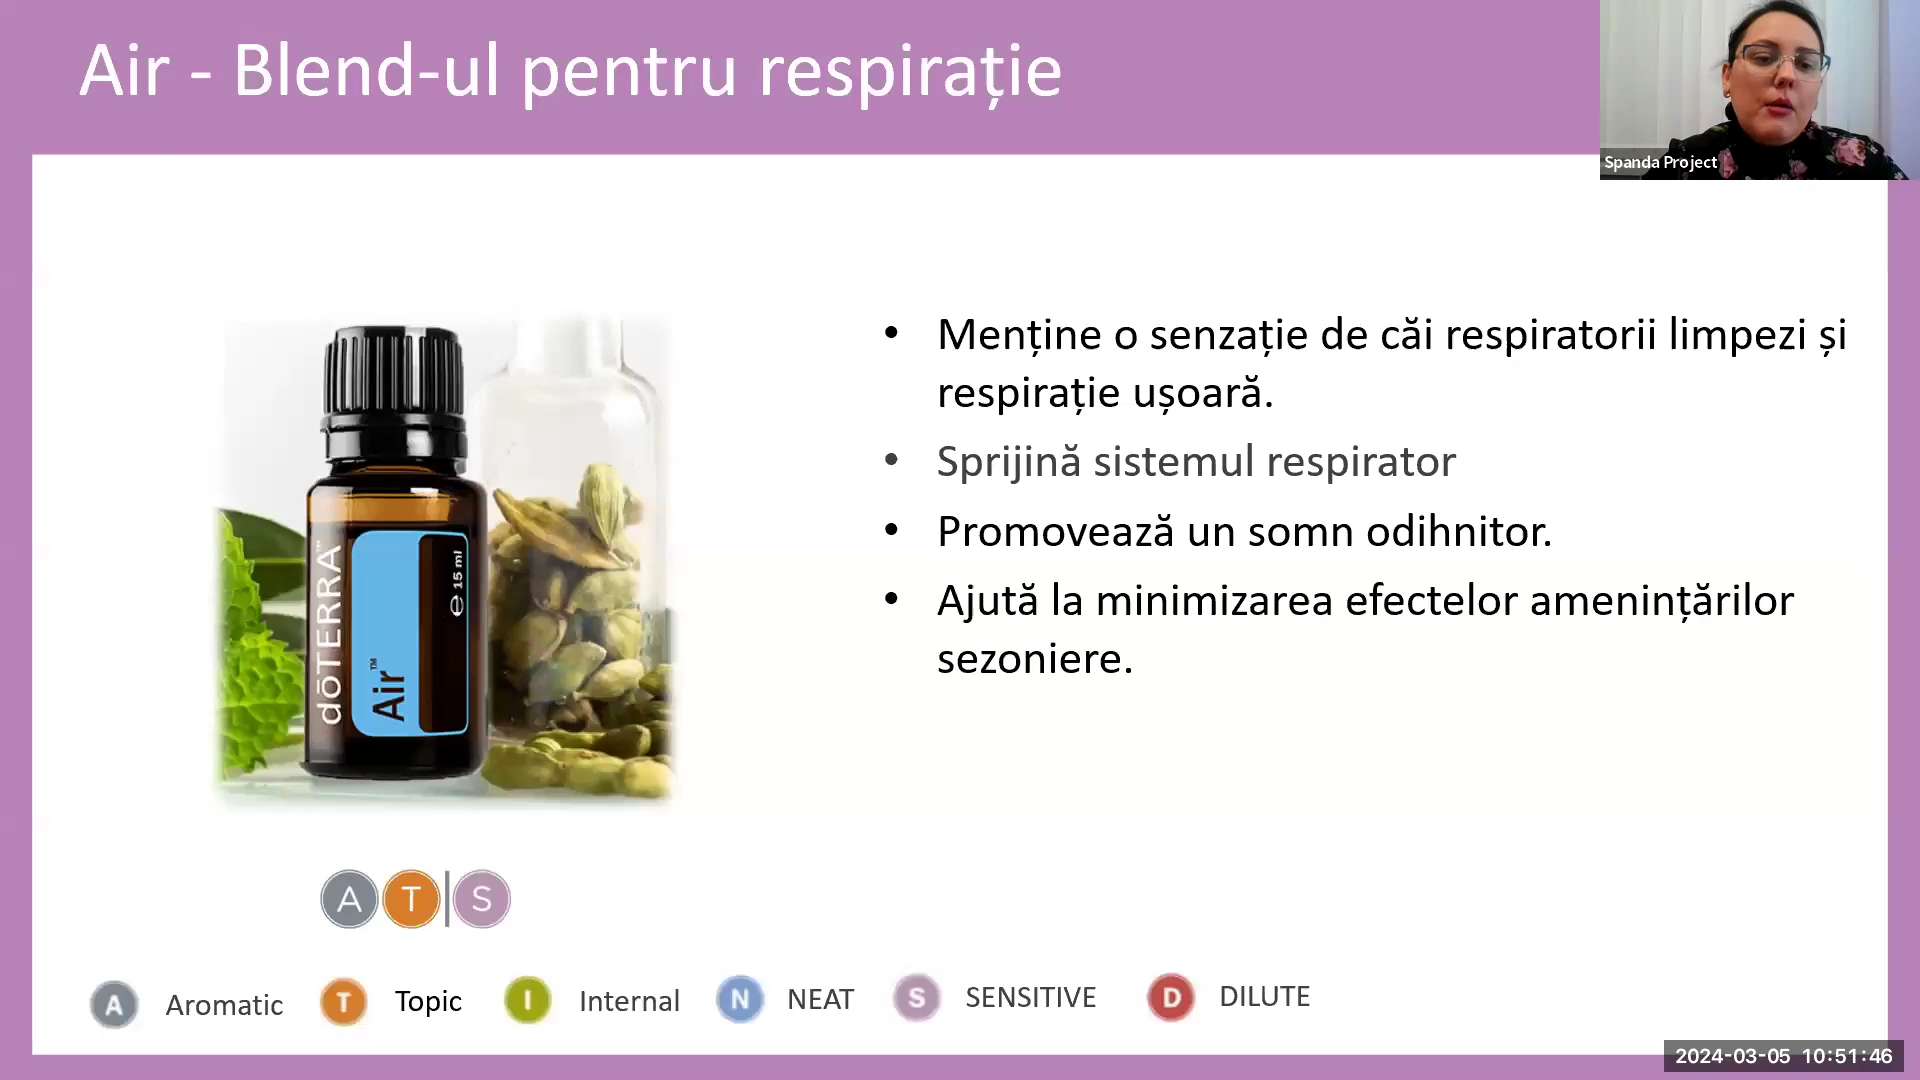 Air - Blend-ul pentru respirație
Spanda Project
Menține o senzație de căi respiratorii limpezi și
respirație ușoară.
Sprijină sistemul respirator
Promovează un somn odihnitor.
Ajută la minimizarea efectelor amenințărilor
sezoniere.
dōTERRA™
Air™
℮ 15 ml
A T | S
A Aromatic T Topic I Internal N NEAT S SENSITIVE D DILUTE
2024-03-05 10:51:46